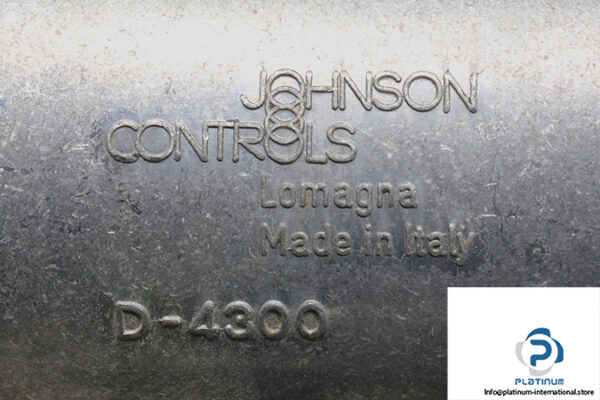 JOHNSON
CONTROLS
Lomagna
Made in Italy
D-4300
PLATINUM
Info@platinum-international.store